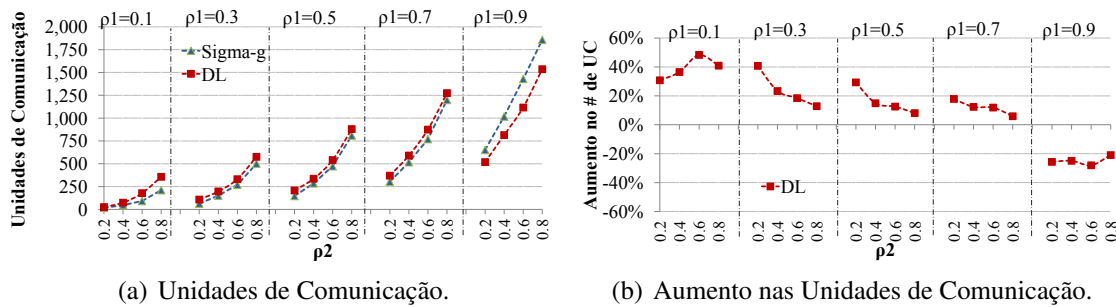 ρ1=0.1 ρ1=0.3 ρ1=0.5 ρ1=0.7 ρ1=0.9
Unidades de Comunicação
2,000
1,750
1,500
1,250
1,000
750
500
250
0
Sigma-g
DL
0.2 0.4 0.6 0.8 0.2 0.4 0.6 0.8 0.2 0.4 0.6 0.8 0.2 0.4 0.6 0.8 0.2 0.4 0.6 0.8
ρ2
(a) Unidades de Comunicação.
ρ1=0.1 ρ1=0.3 ρ1=0.5 ρ1=0.7 ρ1=0.9
Aumento no # de UC
60%
40%
20%
0%
-20%
-40%
-60%
DL
0.2 0.4 0.6 0.8 0.2 0.4 0.6 0.8 0.2 0.4 0.6 0.8 0.2 0.4 0.6 0.8 0.2 0.4 0.6 0.8
ρ2
(b) Aumento nas Unidades de Comunicação.